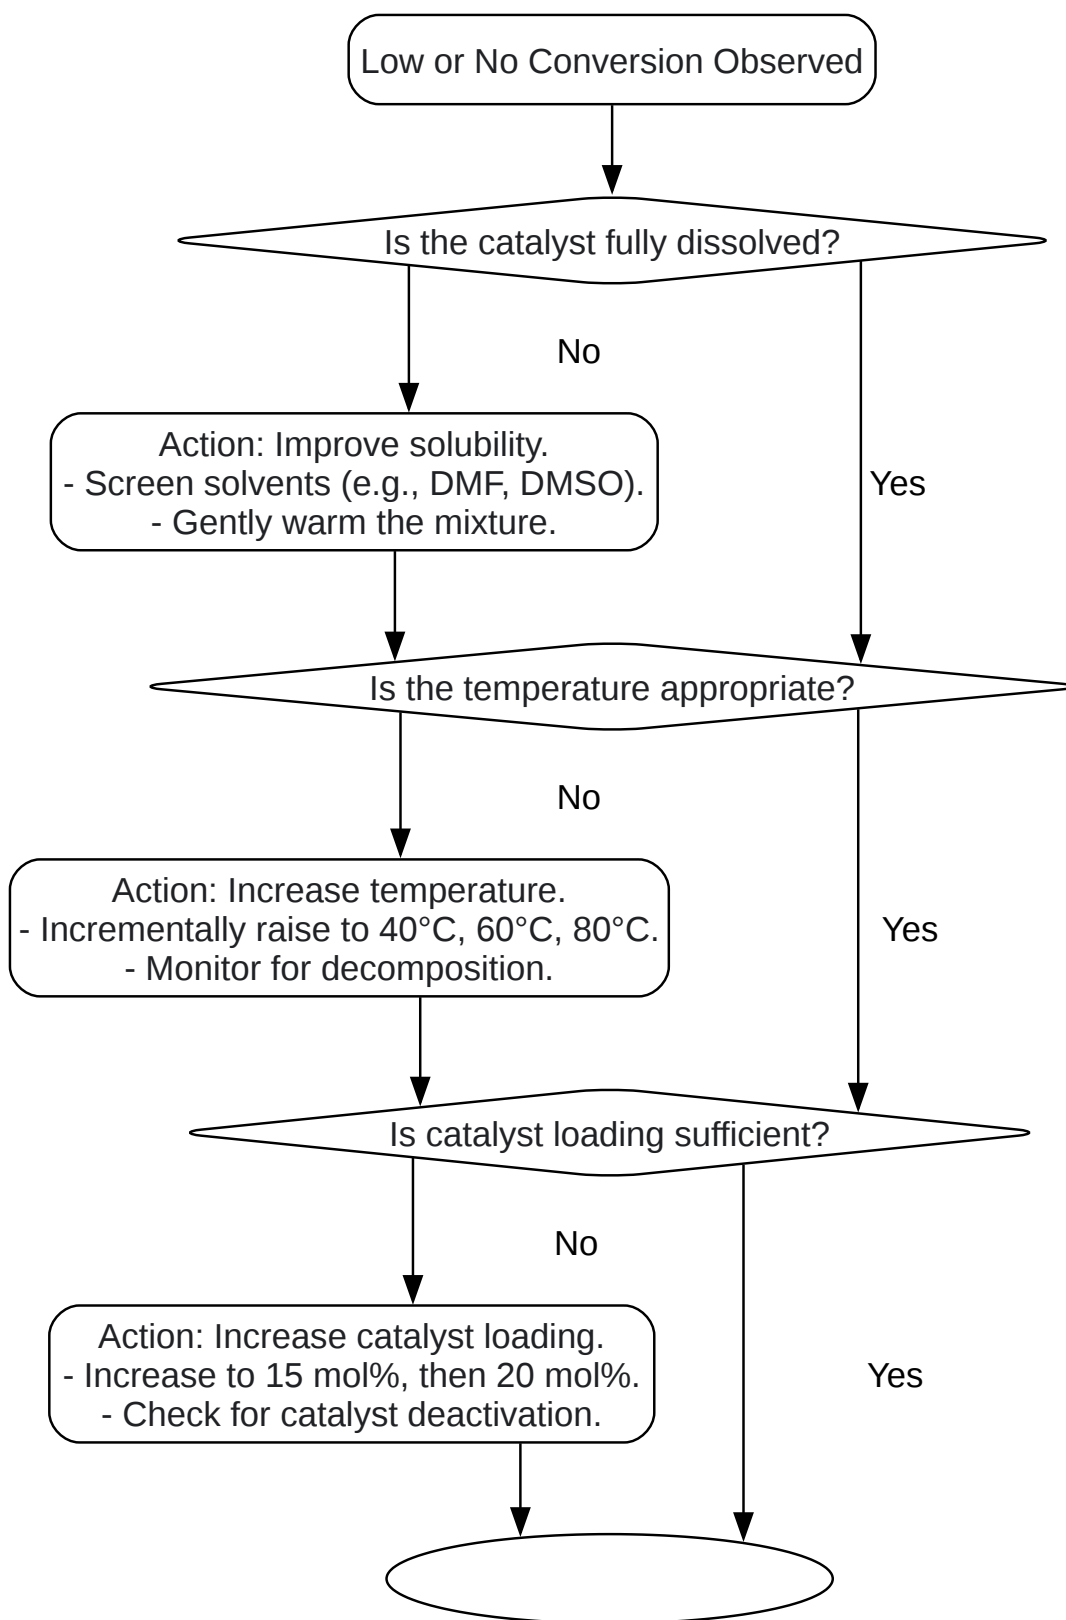 Low or No Conversion Observed
Is the catalyst fully dissolved?
No
Action: Improve solubility.
- Screen solvents (e.g., DMF, DMSO).
- Gently warm the mixture.
Yes
Is the temperature appropriate?
No
Action: Increase temperature.
- Incrementally raise to 40°C, 60°C, 80°C.
- Monitor for decomposition.
Yes
Is catalyst loading sufficient?
No
Action: Increase catalyst loading.
- Increase to 15 mol%, then 20 mol%.
- Check for catalyst deactivation.
Yes